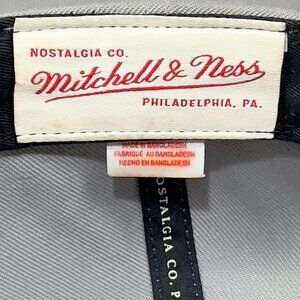 NOSTALGIA CO.
Mitchell & Ness
PHILADELPHIA, PA.
MADE IN BANGLADESH
FABRIQUÉ AU BANGLADESH
HECHO EN BANGLADESH
NOSTALGIA CO. P